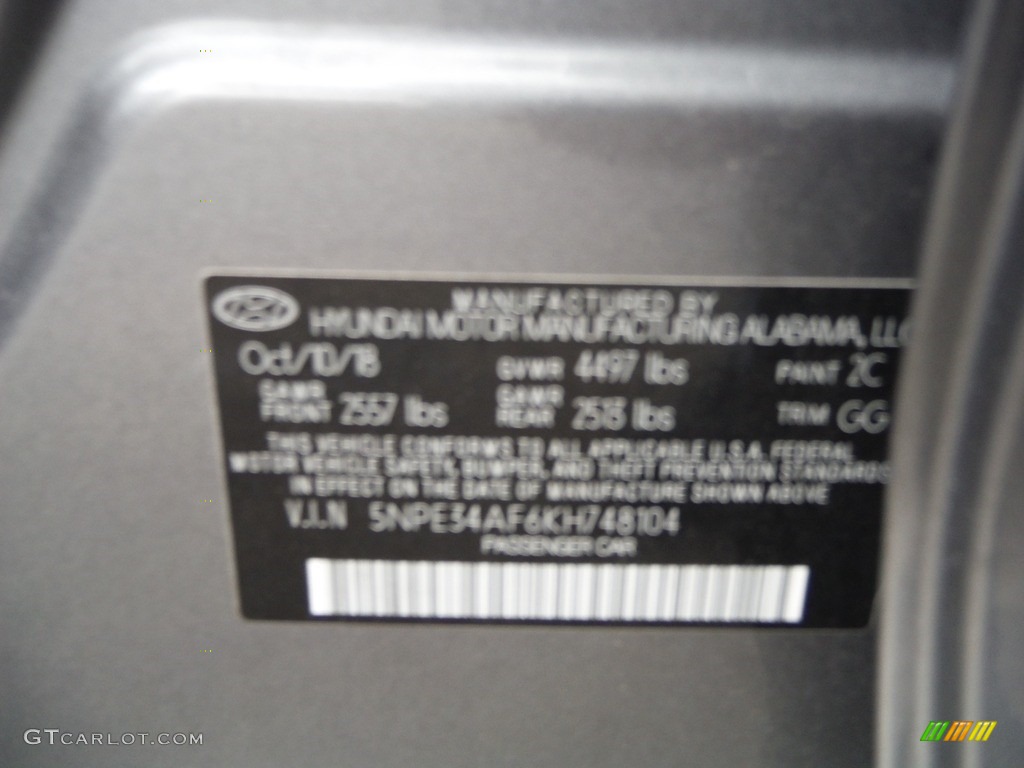 MANUFACTURED BY
HYUNDAI MOTOR MANUFACTURING ALABAMA, LLC
Oct/10/18 GVWR 4497 lbs PAINT 2C
GAWR FRONT 2557 lbs GAWR REAR 2513 lbs TRIM GG
THIS VEHICLE CONFORMS TO ALL APPLICABLE U.S.A. FEDERAL
MOTOR VEHICLE SAFETY, BUMPER, AND THEFT PREVENTION STANDARDS
IN EFFECT ON THE DATE OF MANUFACTURE SHOWN ABOVE
V.I.N 5NPE34AF6KH748104
PASSENGER CAR
GTCARLOT.COM